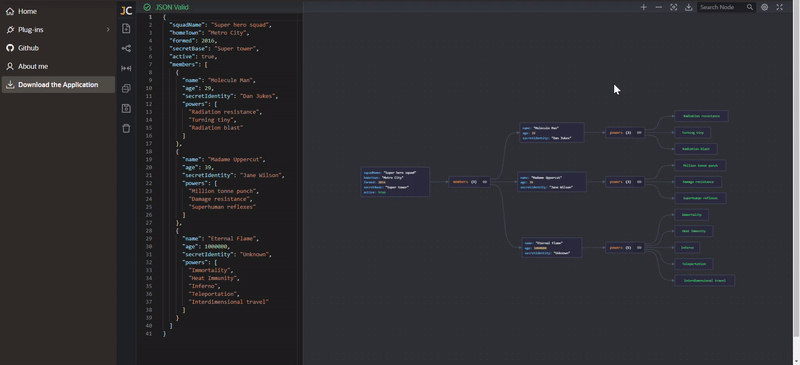 Home
Plug-ins
Github
About me
Download the Application
JC
JSON Valid
Search Node
1 {
2 "squadName": "Super hero squad",
3 "homeTown": "Metro City",
4 "formed": 2016,
5 "secretBase": "Super tower",
6 "active": true,
7 "members": [
8 {
9 "name": "Molecule Man",
10 "age": 29,
11 "secretIdentity": "Dan Jukes",
12 "powers": [
13 "Radiation resistance",
14 "Turning tiny",
15 "Radiation blast"
16 ]
17 },
18 {
19 "name": "Madame Uppercut",
20 "age": 39,
21 "secretIdentity": "Jane Wilson",
22 "powers": [
23 "Million tonne punch",
24 "Damage resistance",
25 "Superhuman reflexes"
26 ]
27 },
28 {
29 "name": "Eternal Flame",
30 "age": 1000000,
31 "secretIdentity": "Unknown",
32 "powers": [
33 "Immortality",
34 "Heat Immunity",
35 "Inferno",
36 "Teleportation",
37 "Interdimensional travel"
38 ]
39 }
40 ]
41 }
squadName: "Super hero squad"
homeTown: "Metro City"
formed: 2016
secretBase: "Super tower"
active: true
members (3)
name: "Molecule Man"
age: 29
secretIdentity: "Dan Jukes"
powers (3)
Radiation resistance
Turning tiny
Radiation blast
name: "Madame Uppercut"
age: 39
secretIdentity: "Jane Wilson"
powers (3)
Million tonne punch
Damage resistance
Superhuman reflexes
name: "Eternal Flame"
age: 1000000
secretIdentity: "Unknown"
powers (5)
Immortality
Heat Immunity
Inferno
Teleportation
Interdimensional travel